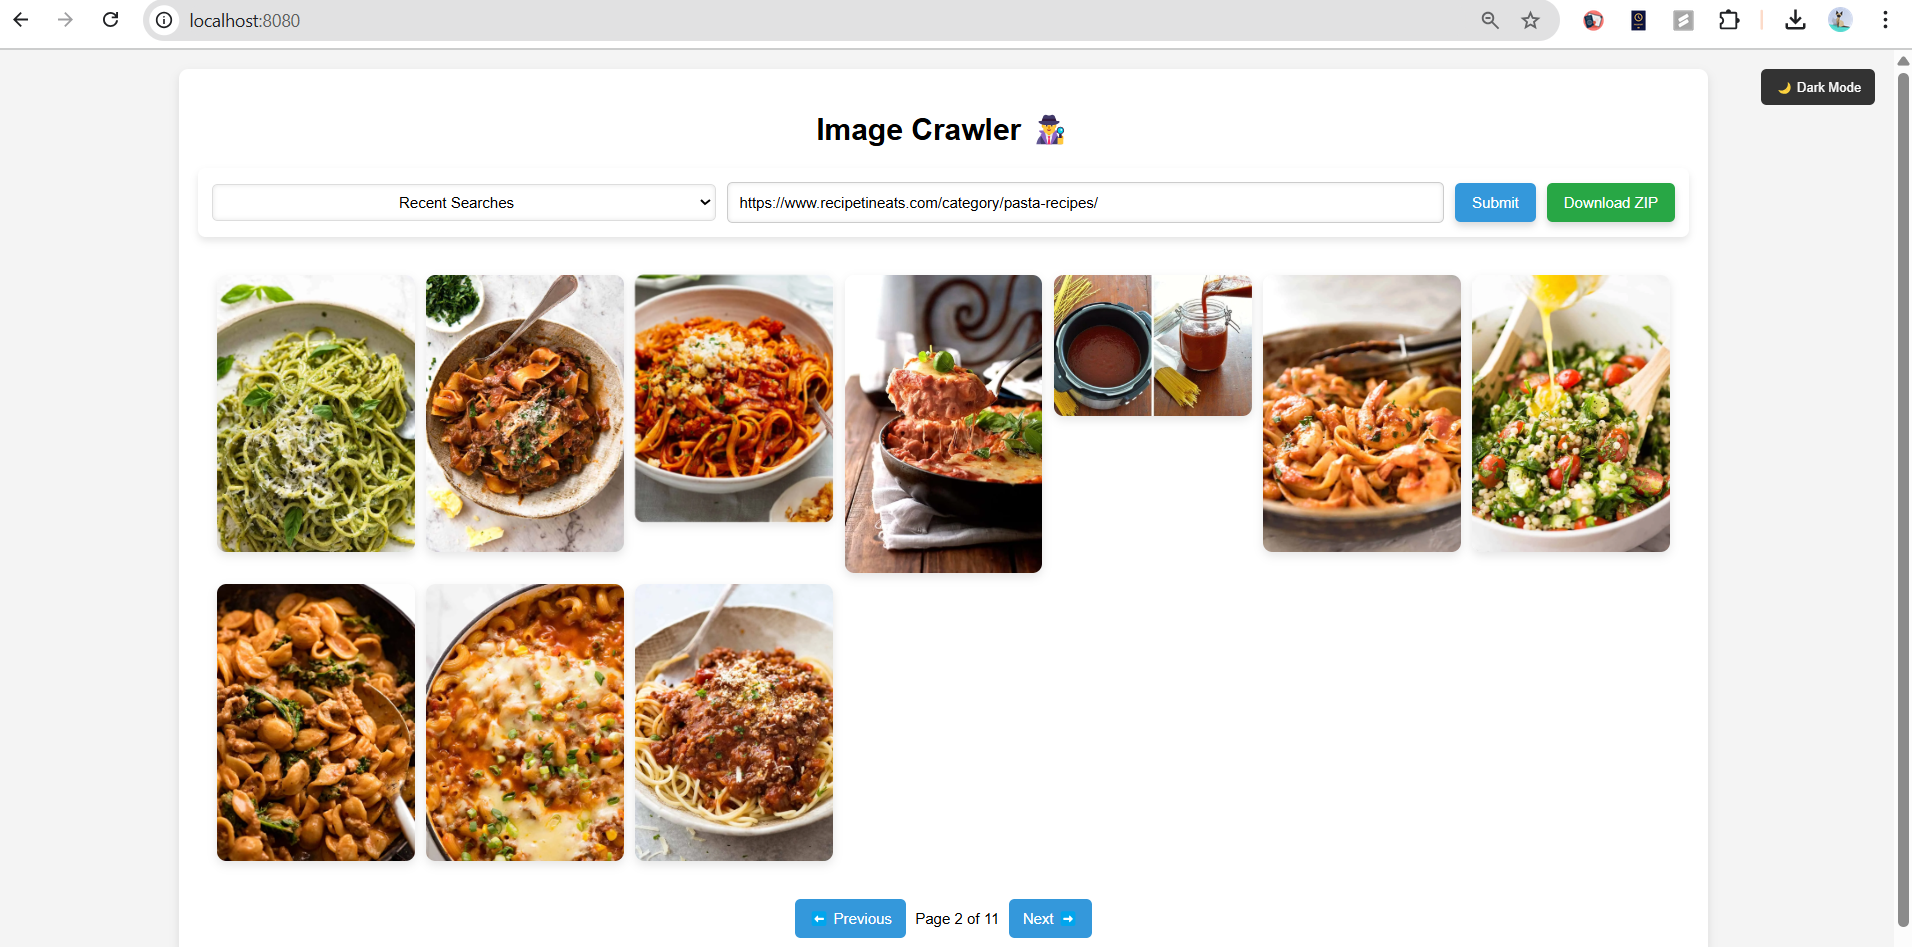 localhost:8080
🌙 Dark Mode
Image Crawler 🕵️
Recent Searches
https://www.recipetineats.com/category/pasta-recipes/
Submit
Download ZIP
← Previous
Page 2 of 11
Next →